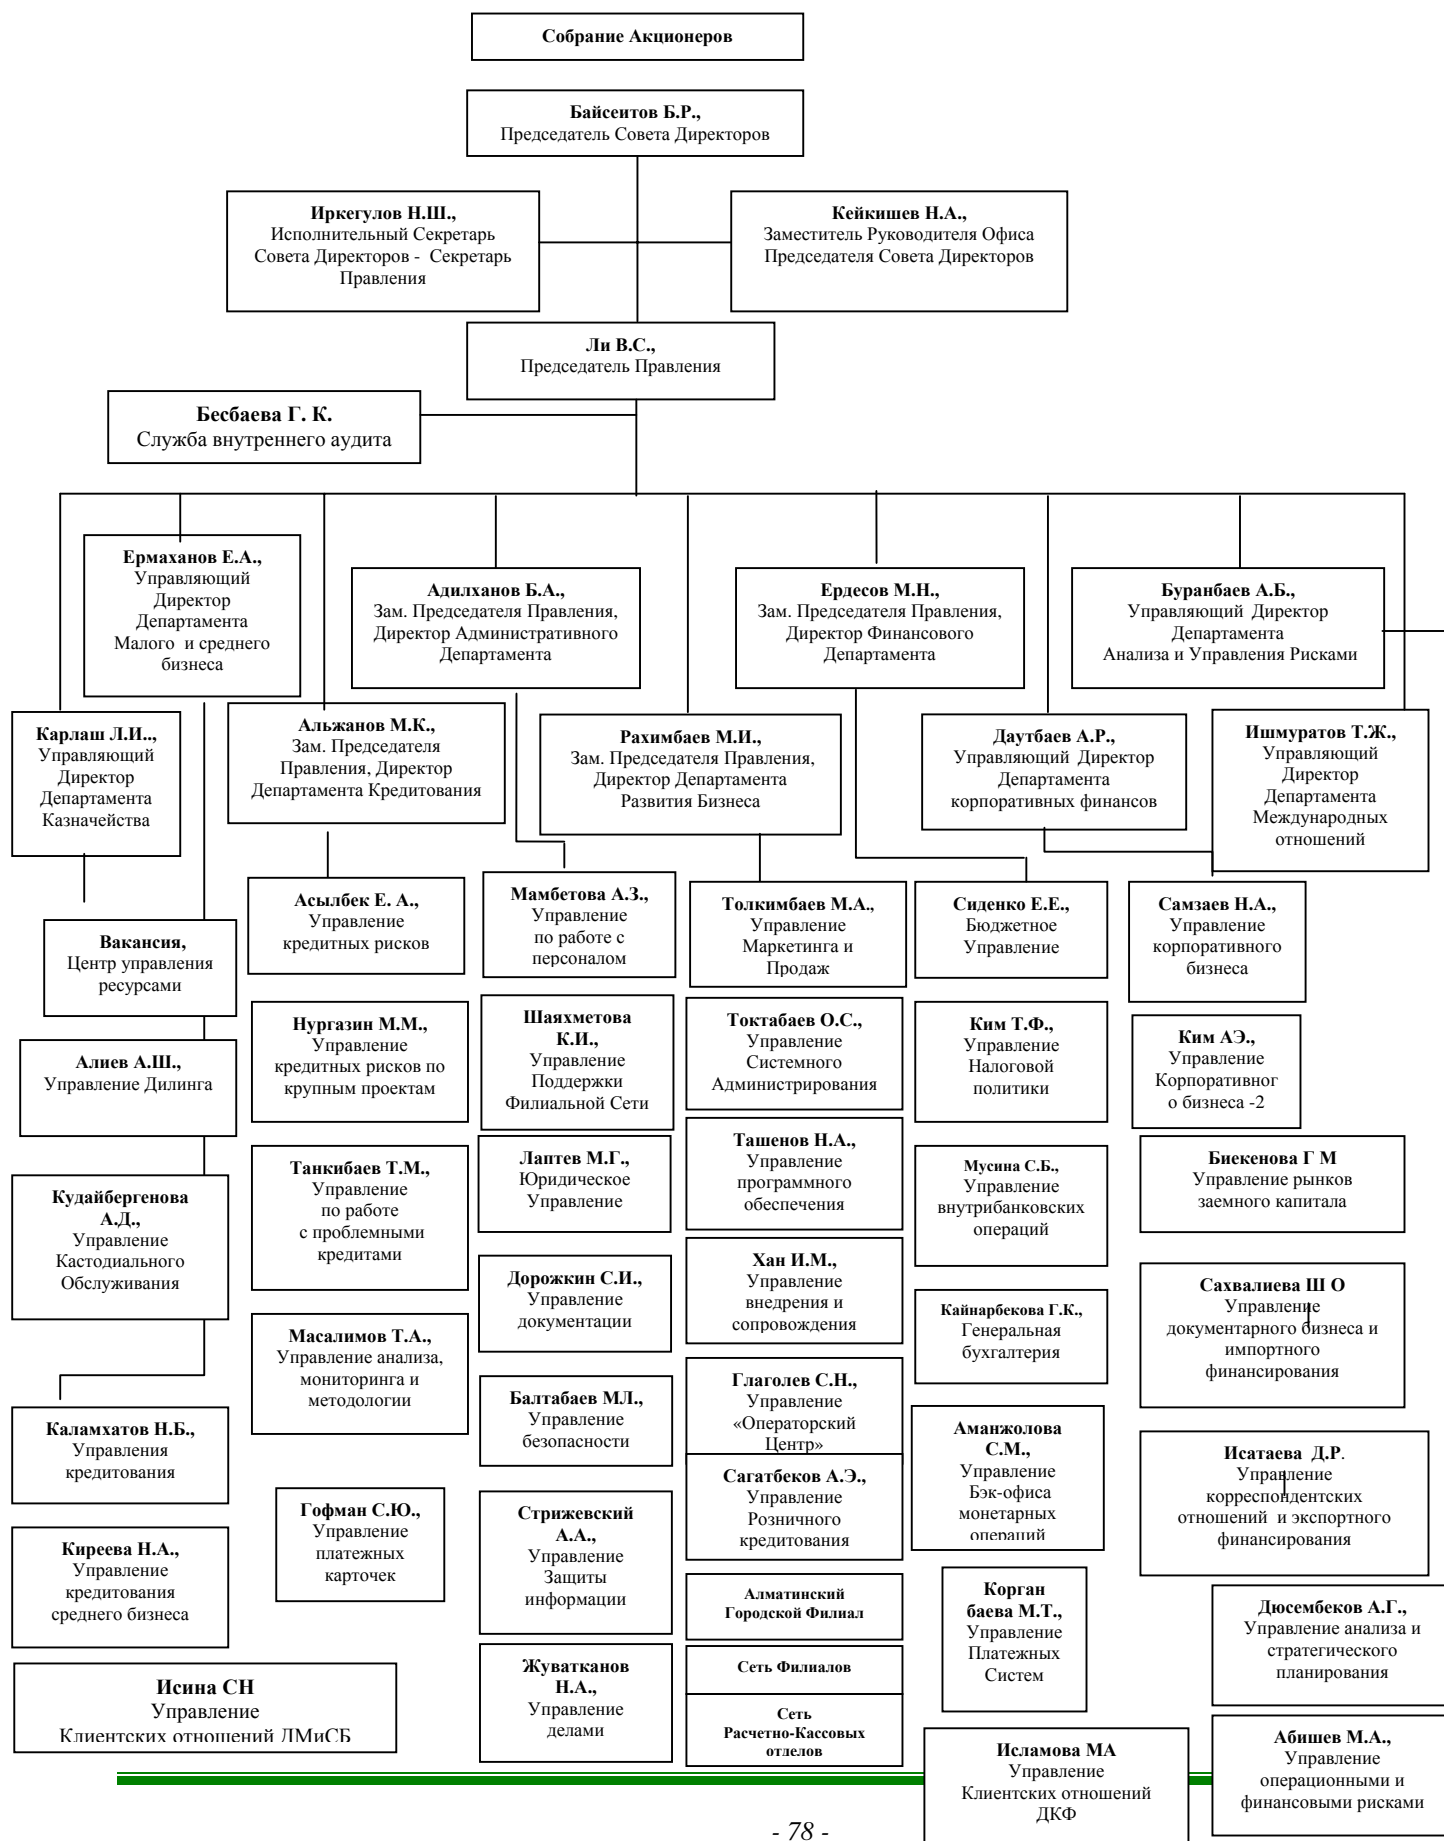 Собрание Акционеров
Байсеитов Б.Р.,
Председатель Совета Директоров
Иркегулов Н.Ш.,
Исполнительный Секретарь
Совета Директоров - Секретарь
Правления
Кейкишев Н.А.,
Заместитель Руководителя Офиса
Председателя Совета Директоров
Ли В.С.,
Председатель Правления
Бесбаева Г. К.
Служба внутреннего аудита
Ермаханов Е.А.,
Управляющий
Директор
Департамента
Малого и среднего
бизнеса
Адилханов Б.А.,
Зам. Председателя Правления,
Директор Административного
Департамента
Ердесов М.Н.,
Зам. Председателя Правления,
Директор Финансового
Департамента
Буранбаев А.Б.,
Управляющий Директор
Департамента
Анализа и Управления Рисками
Карлаш Л.И..,
Управляющий
Директор
Департамента
Казначейства
Альжанов М.К.,
Зам. Председателя
Правления, Директор
Департамента Кредитования
Рахимбаев М.И.,
Зам. Председателя Правления,
Директор Департамента
Развития Бизнеса
Даутбаев А.Р.,
Управляющий Директор
Департамента
корпоративных финансов
Ишмуратов Т.Ж.,
Управляющий
Директор
Департамента
Международных
отношений
Вакансия,
Центр управления
ресурсами
Асылбек Е. А.,
Управление
кредитных рисков
Мамбетова А.З.,
Управление
по работе с
персоналом
Толкимбаев М.А.,
Управление
Маркетинга и
Продаж
Сиденко Е.Е.,
Бюджетное
Управление
Самзаев Н.А.,
Управление
корпоративного
бизнеса
Алиев А.Ш.,
Управление Дилинга
Нургазин М.М.,
Управление
кредитных рисков по
крупным проектам
Шаяхметова
К.И.,
Управление
Поддержки
Филиальной Сети
Токтабаев О.С.,
Управление
Системного
Администрирования
Ким Т.Ф.,
Управление
Налоговой
политики
Ким АЭ.,
Управление
Корпоративног
о бизнеса -2
Кудайбергенова
А.Д.,
Управление
Кастодиального
Обслуживания
Танкибаев Т.М.,
Управление
по работе
с проблемными
кредитами
Лаптев М.Г.,
Юридическое
Управление
Ташенов Н.А.,
Управление
программного
обеспечения
Мусина С.Б.,
Управление
внутрибанковских
операций
Биекенова Г М
Управление рынков
заемного капитала
Дорожкин С.И.,
Управление
документации
Хан И.М.,
Управление
внедрения и
сопровождения
Кайнарбекова Г.К.,
Генеральная
бухгалтерия
Сахвалиева Ш О
Управление
документарного бизнеса и
импортного
финансирования
Масалимов Т.А.,
Управление анализа,
мониторинга и
методологии
Каламхатов Н.Б.,
Управления
кредитования
Балтабаев МЛ.,
Управление
безопасности
Глаголев С.Н.,
Управление
«Операторский
Центр»
Аманжолова
С.М.,
Управление
Бэк-офиса
монетарных
операций
Исатаева Д.Р.
Управление
корреспондентских
отношений и экспортного
финансирования
Сагатбеков А.Э.,
Управление
Розничного
кредитования
Гофман С.Ю.,
Управление
платежных
карточек
Стрижевский
А.А.,
Управление
Защиты
информации
Киреева Н.А.,
Управление
кредитования
среднего бизнеса
Алматинский
Городской Филиал
Корган
баева М.Т.,
Управление
Платежных
Систем
Дюсембеков А.Г.,
Управление анализа и
стратегического
планирования
Исина СН
Управление
Клиентских отношений ДМиСБ
Жуватканов
Н.А.,
Управление
делами
Сеть Филиалов
Сеть
Расчетно-Кассовых
отделов
Исламова МА
Управление
Клиентских отношений
ДКФ
Абишев М.А.,
Управление
операционными и
финансовыми рисками
- 78 -